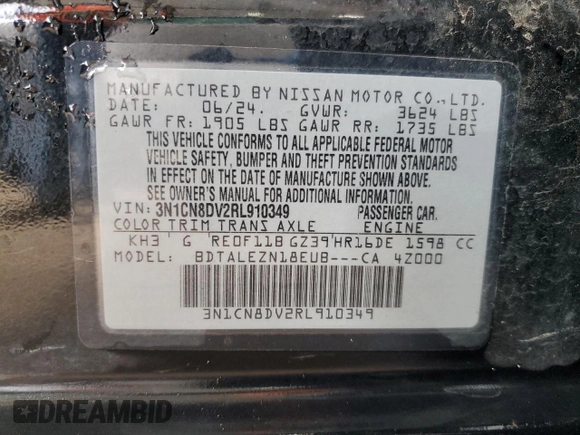 MANUFACTURED BY NISSAN MOTOR CO.,LTD.
DATE: 06/24. GVWR: 3624 LBS
GAWR FR: 1905 LBS GAWR RR: 1735 LBS
THIS VEHICLE CONFORMS TO ALL APPLICABLE FEDERAL MOTOR
VEHICLE SAFETY, BUMPER AND THEFT PREVENTION STANDARDS
IN EFFECT ON THE DATE OF MANUFACTURE SHOWN ABOVE.
SEE OWNER'S MANUAL FOR ADDITIONAL INFORMATION.
VIN: 3N1CN8DV2RL910349 PASSENGER CAR.
COLOR TRIM TRANS AXLE ENGINE
KH3 G RE0F11B GZ39 HR16DE 1598 CC
MODEL: BDTALEZN18EUB---CA 4Z000
3N1CN8DV2RL910349
DREAMBID